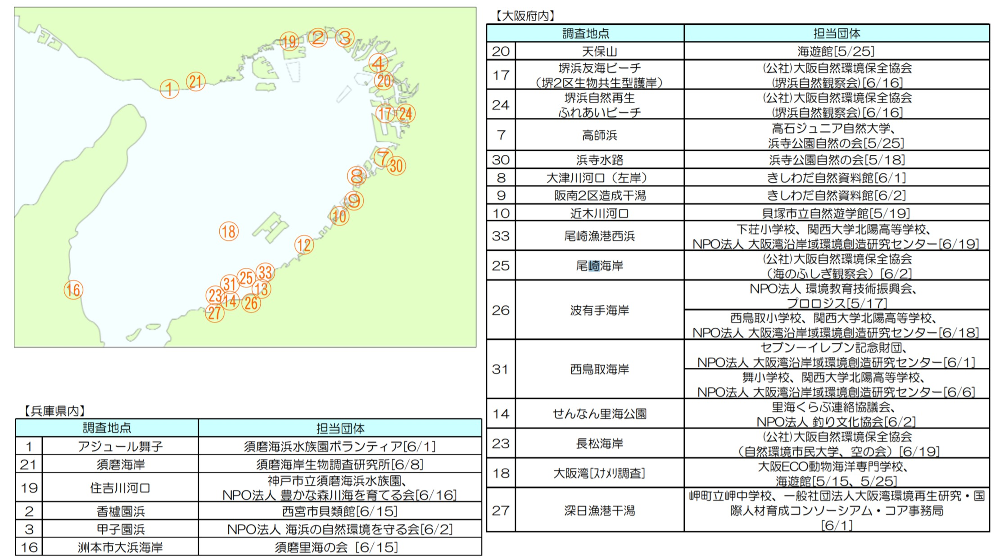 19
2
3
4
20
21
1
17
24
7
30
8
9
10
18
12
33
25
31
13
16
23
14
26
27
【兵庫県内】
調査地点 担当団体
1 アジュール舞子 須磨海浜水族園ボランティア[6/1]
21 須磨海岸 須磨海岸生物調査研究所[6/8]
19 住吉川河口 神戸市立須磨海浜水族園、
NPO法人 豊かな森川海を育てる会[6/16]
2 香櫨園浜 西宮市貝類館[6/15]
3 甲子園浜 NPO法人 海浜の自然環境を守る会[6/2]
16 洲本市大浜海岸 須磨里海の会 [6/15]
【大阪府内】
調査地点 担当団体
20 天保山 海遊館[5/25]
17 堺浜友海ビーチ
（堺2区生物共生型護岸） (公社)大阪自然環境保全協会
(堺浜自然観察会)[6/16]
24 堺浜自然再生
ふれあいビーチ (公社)大阪自然環境保全協会
(堺浜自然観察会)[6/16]
7 高師浜 高石ジュニア自然大学、
浜寺公園自然の会[5/25]
30 浜寺水路 浜寺公園自然の会[5/18]
8 大津川河口（左岸） きしわだ自然資料館[6/1]
9 阪南2区造成干潟 きしわだ自然資料館[6/2]
10 近木川河口 貝塚市立自然遊学館[5/19]
33 尾崎漁港西浜 下荘小学校、関西大学北陽高等学校、
NPO法人 大阪湾沿岸域環境創造研究センター[6/19]
25 尾崎海岸 (公社)大阪自然環境保全協会
（海のふしぎ観察会）[6/2]
26 波有手海岸 NPO法人 環境教育技術振興会、
プロロジス[5/17]
西鳥取小学校、関西大学北陽高等学校、
NPO法人 大阪湾沿岸域環境創造研究センター[6/18]
31 西鳥取海岸 セブン−イレブン記念財団、
NPO法人 大阪湾沿岸域環境創造研究センター[6/1]
舞小学校、関西大学北陽高等学校、
NPO法人 大阪湾沿岸域環境創造研究センター[6/6]
14 せんなん里海公園 里海くらぶ連絡協議会、
NPO法人 釣り文化協会[6/2]
23 長松海岸 (公社)大阪自然環境保全協会
（自然環境市民大学、空の会）[6/19]
18 大阪湾[ｽﾅﾒﾘ調査] 大阪ECO動物海洋専門学校、
海遊館[5/15、5/25]
27 深日漁港干潟 岬町立岬中学校、一般社団法人大阪湾環境再生研究・国
際人材育成コンソーシアム・コア事務局
[6/1]